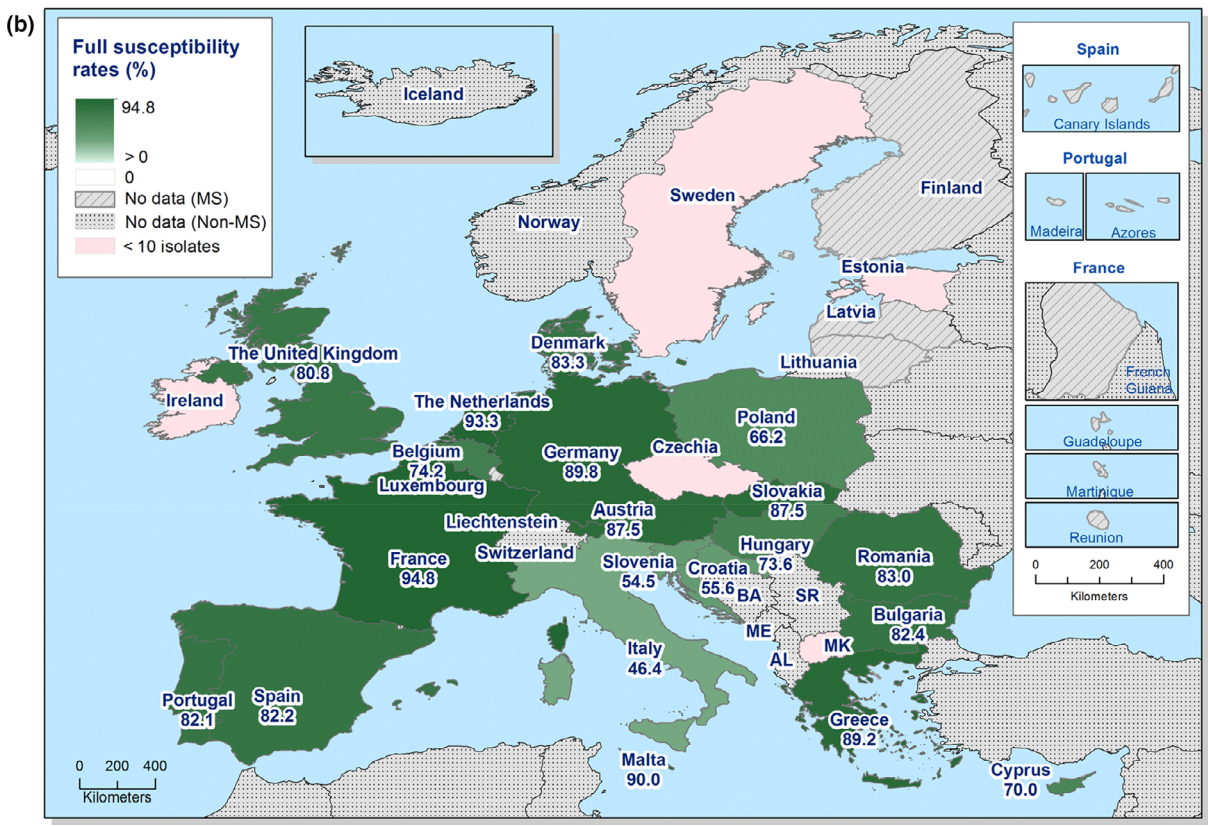 (b)
Full susceptibility
rates (%)
94.8
> 0
0
No data (MS)
No data (Non-MS)
< 10 isolates
Iceland
Norway
Sweden
Finland
Estonia
Latvia
Lithuania
Denmark
83.3
The United Kingdom
80.8
Ireland
The Netherlands
93.3
Belgium
74.2
Luxembourg
Germany
89.8
Poland
66.2
Czechia
Slovakia
87.5
Austria
87.5
Liechtenstein
Switzerland
France
94.8
Slovenia
54.5
Croatia
55.6
Hungary
73.6
Romania
83.0
BA
SR
Bulgaria
82.4
ME
MK
AL
Italy
46.4
Portugal
82.1
Spain
82.2
Greece
89.2
Malta
90.0
Cyprus
70.0
0 200 400
Kilometers
Spain
Canary Islands
Portugal
Madeira
Azores
France
French
Guiana
Guadeloupe
Martinique
Reunion
0 200 400
Kilometers